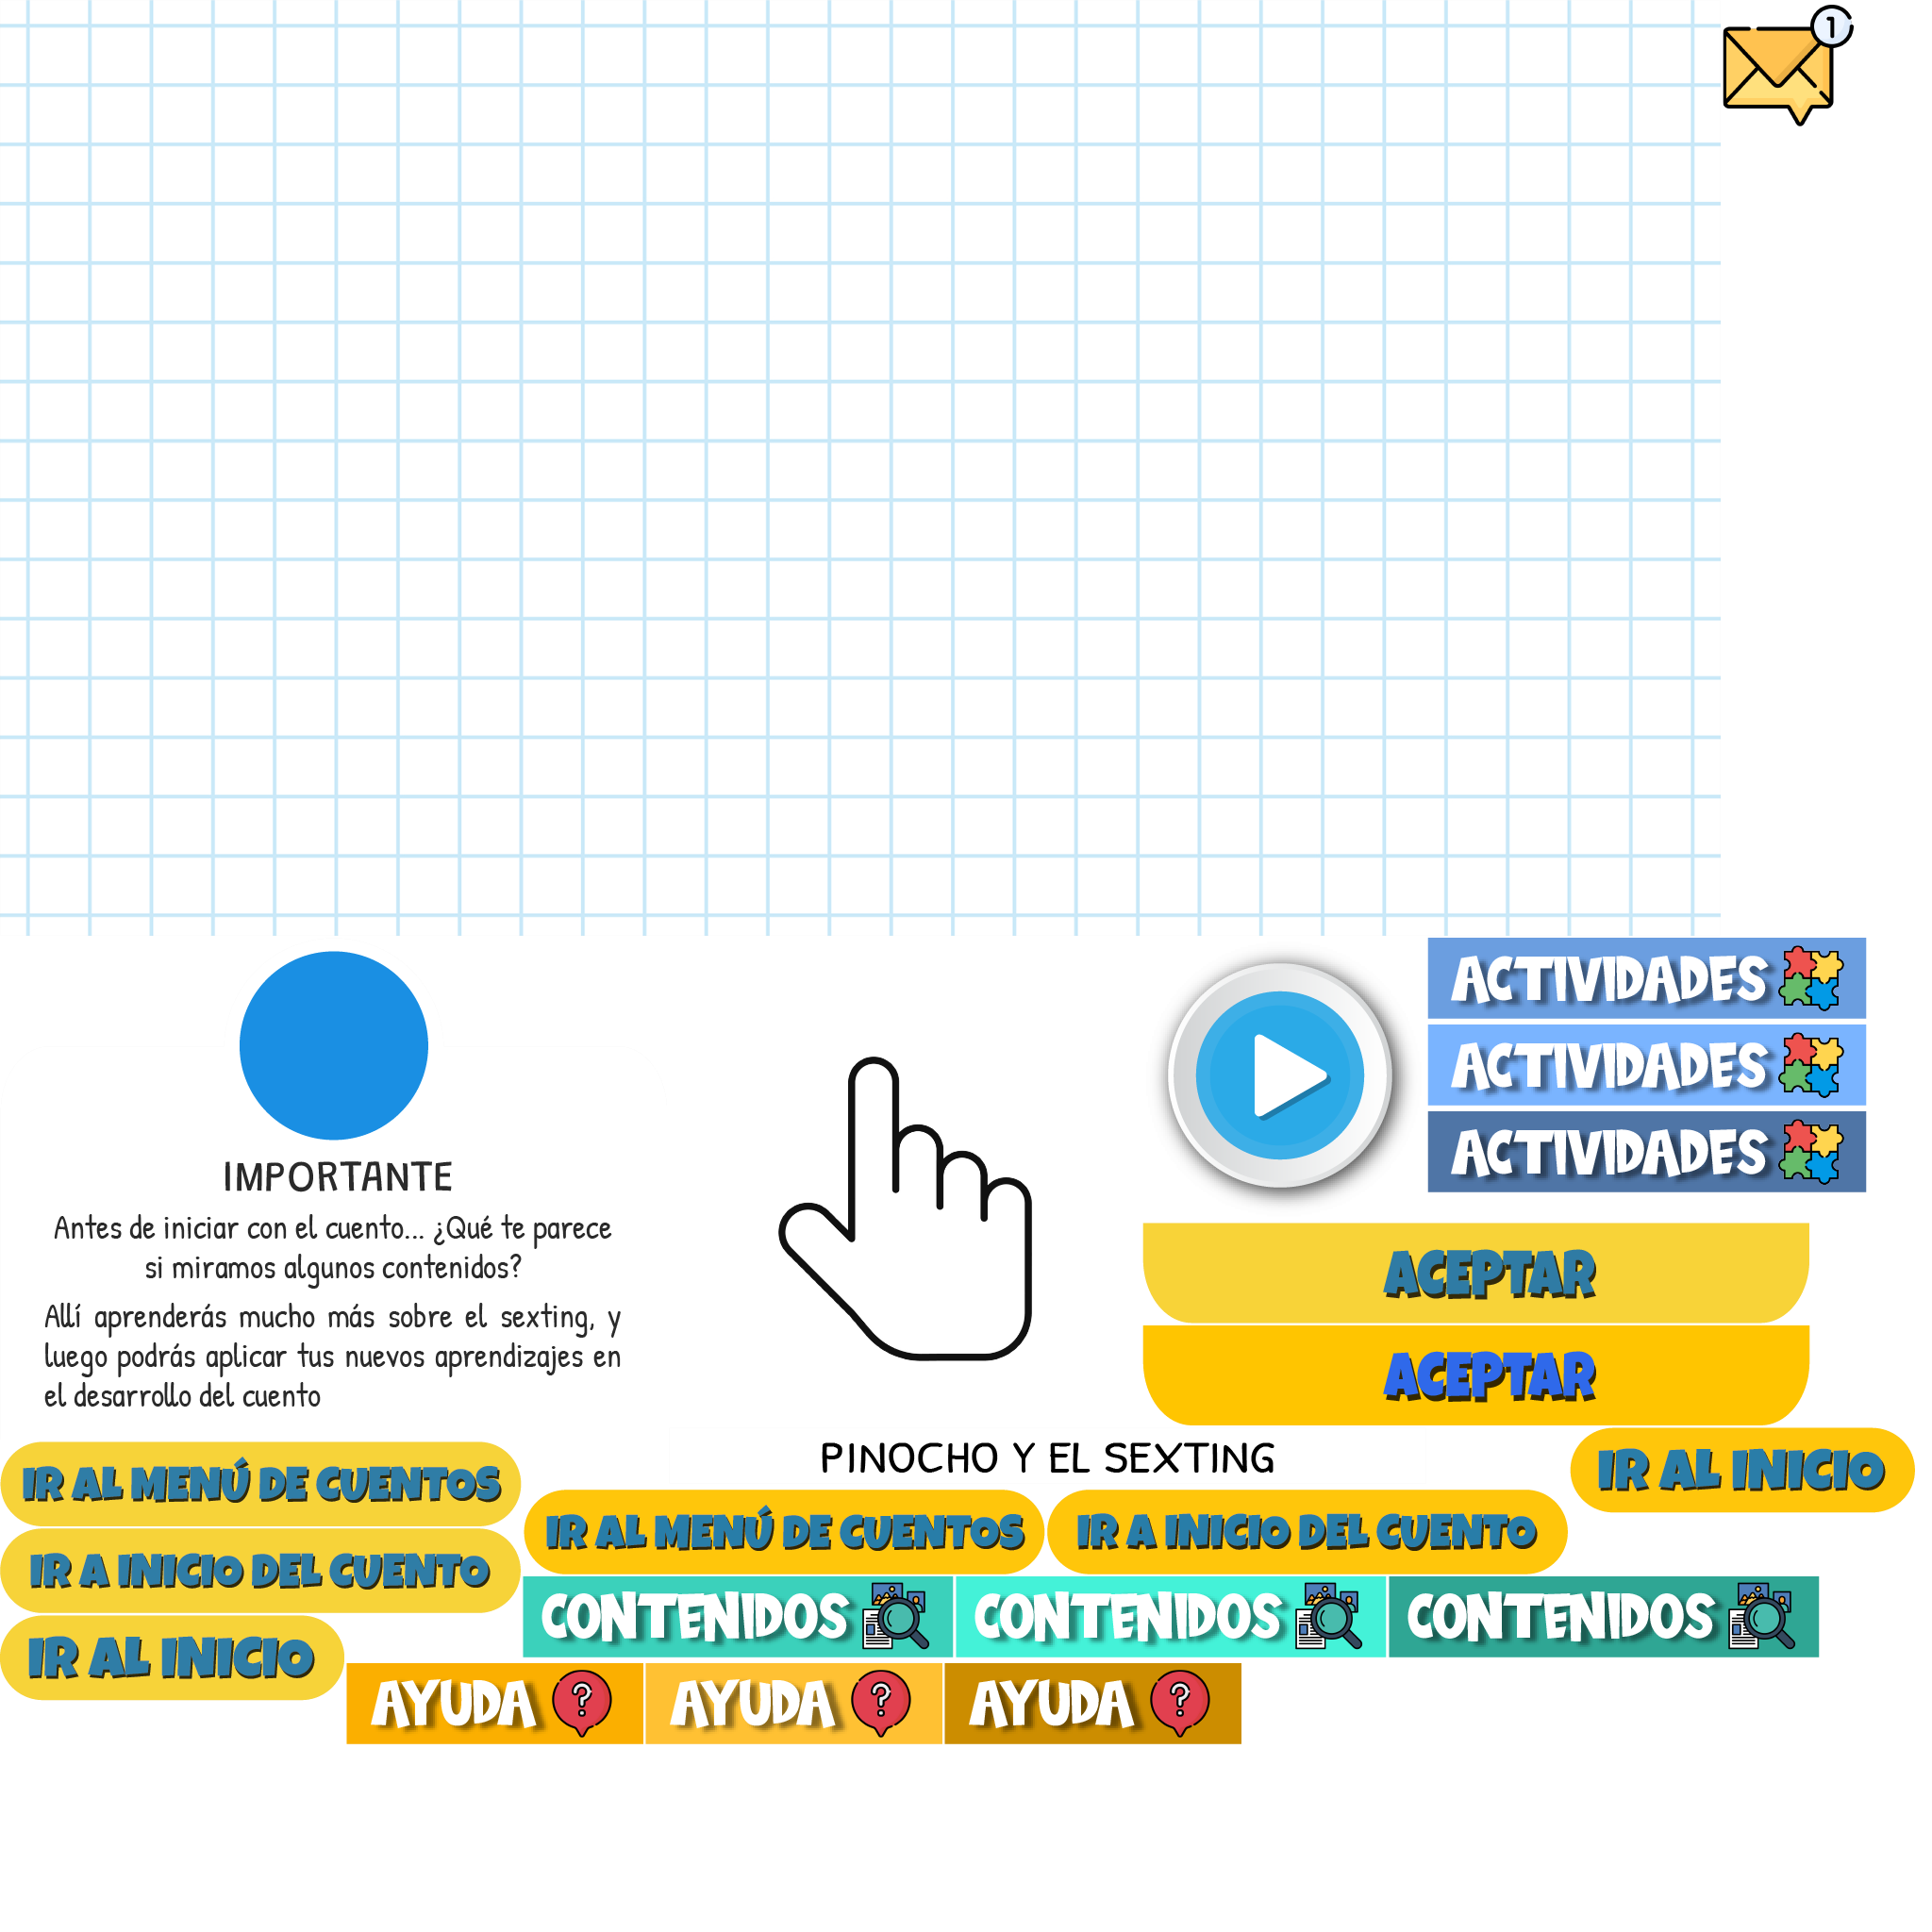 1
ACTIVIDADES
ACTIVIDADES
ACTIVIDADES
IMPORTANTE
Antes de iniciar con el cuento... ¿Qué te parece
si miramos algunos contenidos?
Allí aprenderás mucho más sobre el sexting, y
luego podrás aplicar tus nuevos aprendizajes en
el desarrollo del cuento
ACEPTAR
ACEPTAR
PINOCHO Y EL SEXTING
IR AL INICIO
IR AL MENÚ DE CUENTOS
IR AL MENÚ DE CUENTOS
IR A INICIO DEL CUENTO
IR A INICIO DEL CUENTO
CONTENIDOS
CONTENIDOS
CONTENIDOS
IR AL INICIO
AYUDA ?
AYUDA ?
AYUDA ?